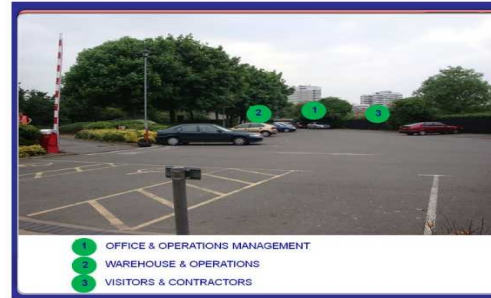 2 1 3
1 OFFICE & OPERATIONS MANAGEMENT
2 WAREHOUSE & OPERATIONS
3 VISITORS & CONTRACTORS